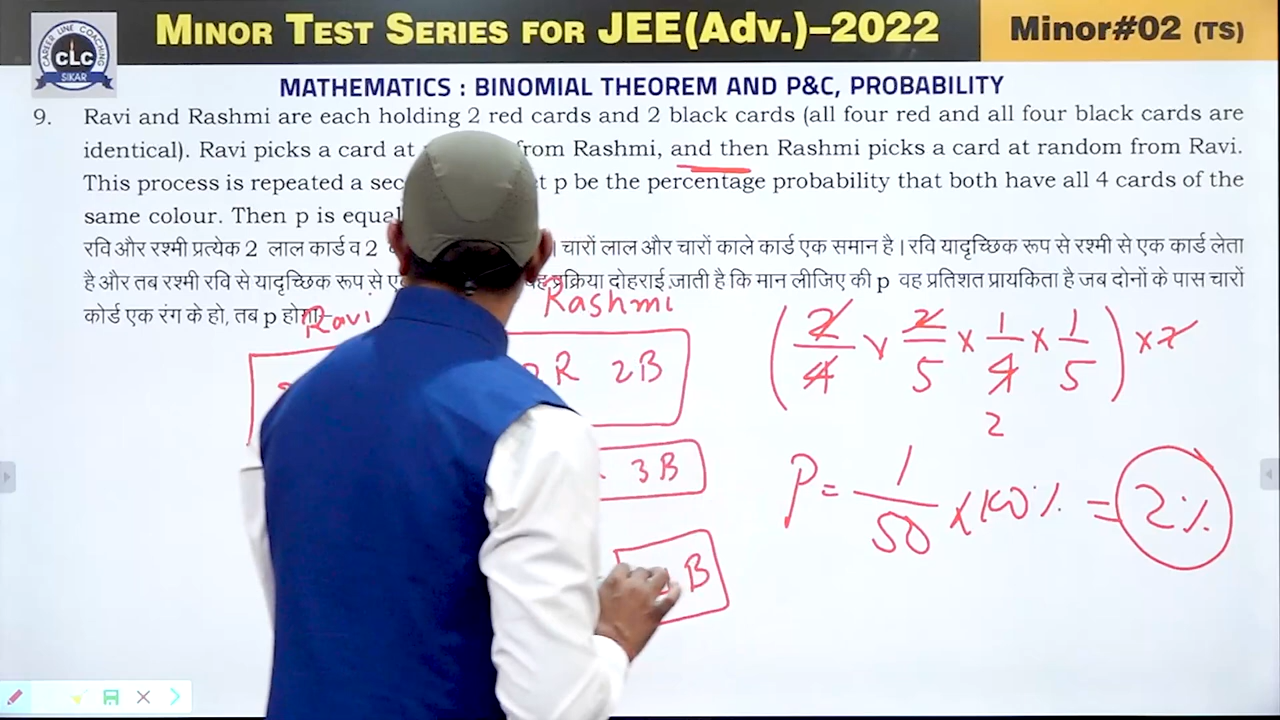 CAREER LINE COACHING
CLC
SIKAR
MINOR TEST SERIES FOR JEE(Adv.)–2022
Minor#02 (TS)
MATHEMATICS : BINOMIAL THEOREM AND P&C, PROBABILITY
9. Ravi and Rashmi are each holding 2 red cards and 2 black cards (all four red and all four black cards are
identical). Ravi picks a card at from Rashmi, and then Rashmi picks a card at random from Ravi.
This process is repeated a p be the percentage probability that both have all 4 cards of the
same colour. Then p is
रवि और रश्मी प्रत्येक 2 लाल कार्ड व 2 चारों लाल और चारों काले कार्ड एक समान है। रवि यादृच्छिक रूप से रश्मी से एक कार्ड लेता
है और तब रश्मी रवि से यादृच्छिक रूप से प्रक्रिया दोहराई जाती है कि मान लीजिए की p वह प्रतिशत प्रायकिता है जब दोनों के पास चारों
कोर्ड एक रंग के हो, तब p होगा–
Ravi Rashmi
R 2B
3B
B
(2/4 × 2/5 × 1/4 × 1/5) × 2
2
P = 1/50 × 100% = 2%